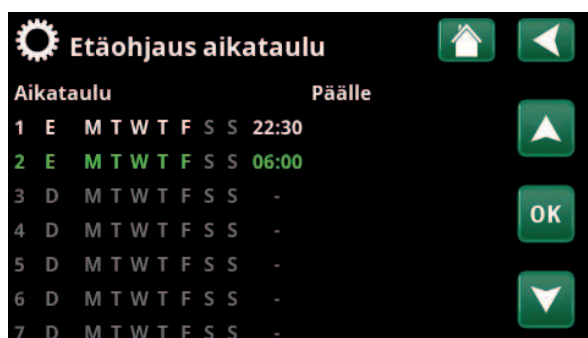 Etäohjaus aikataulu
Aikataulu Päälle
1 E M T W T F S S 22:30
2 E M T W T F S S 06:00
3 D M T W T F S S -
4 D M T W T F S S -
OK
5 D M T W T F S S -
6 D M T W T F S S -
7 D M T W T F S S -